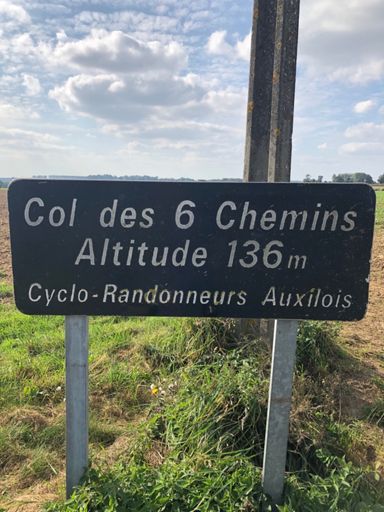 Col des 6 Chemins
Altitude 136m
Cyclo-Randonneurs Auxilois